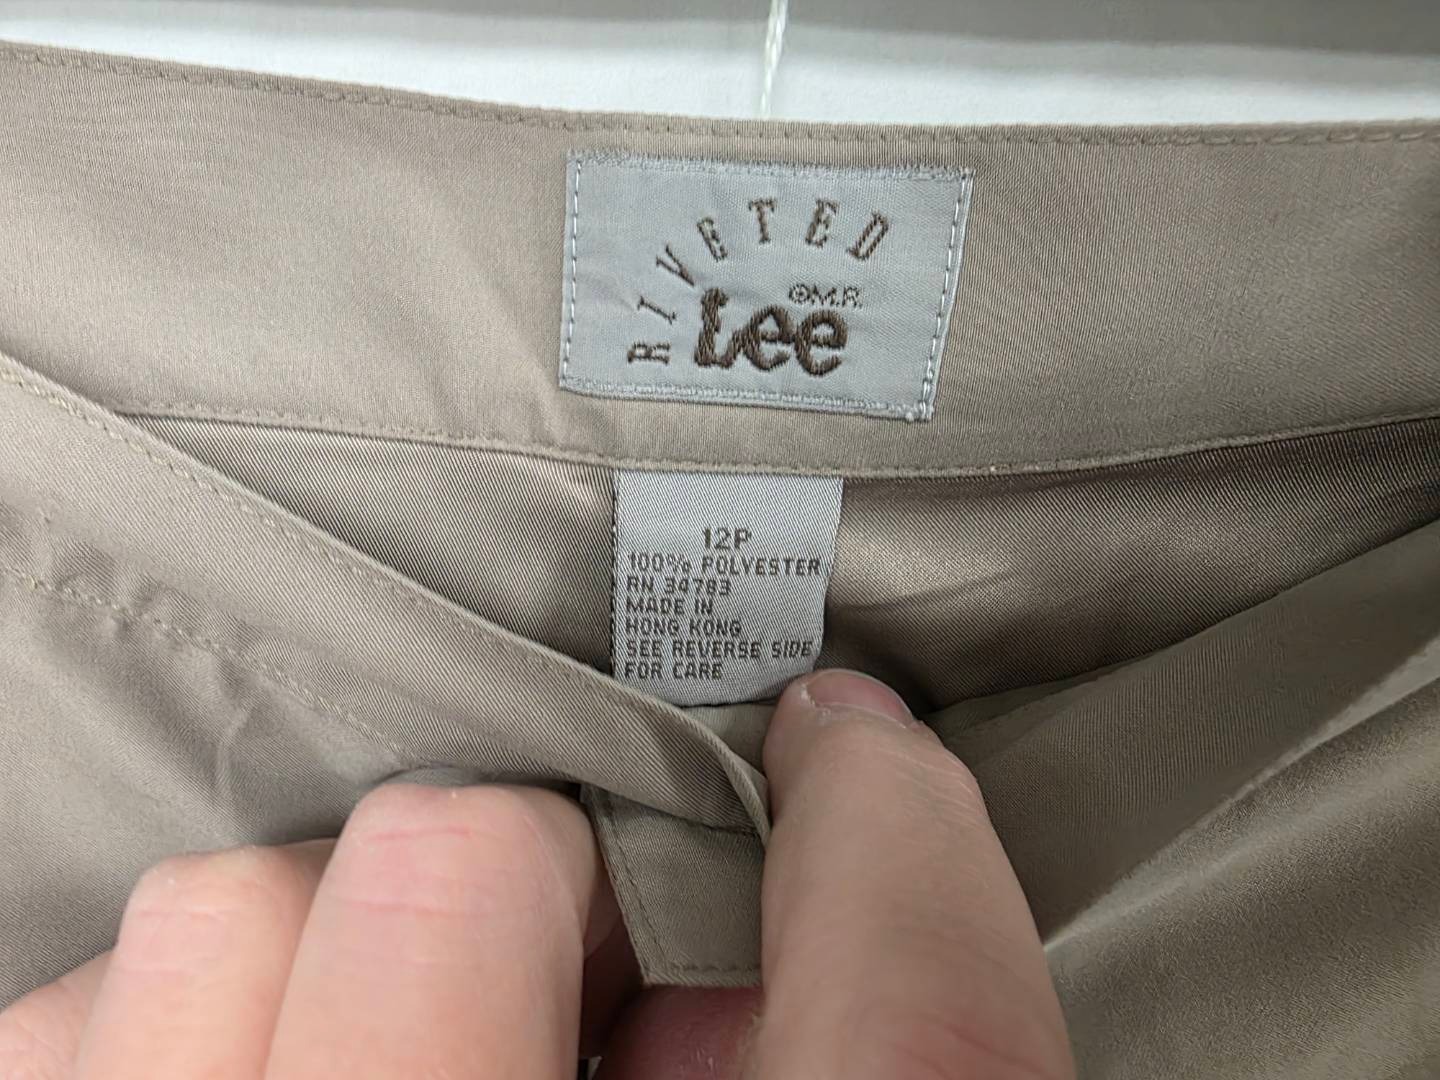 RIVETED
Lee ®M.R.
12P
100% POLYESTER
RN 34783
MADE IN
HONG KONG
SEE REVERSE SIDE
FOR CARE